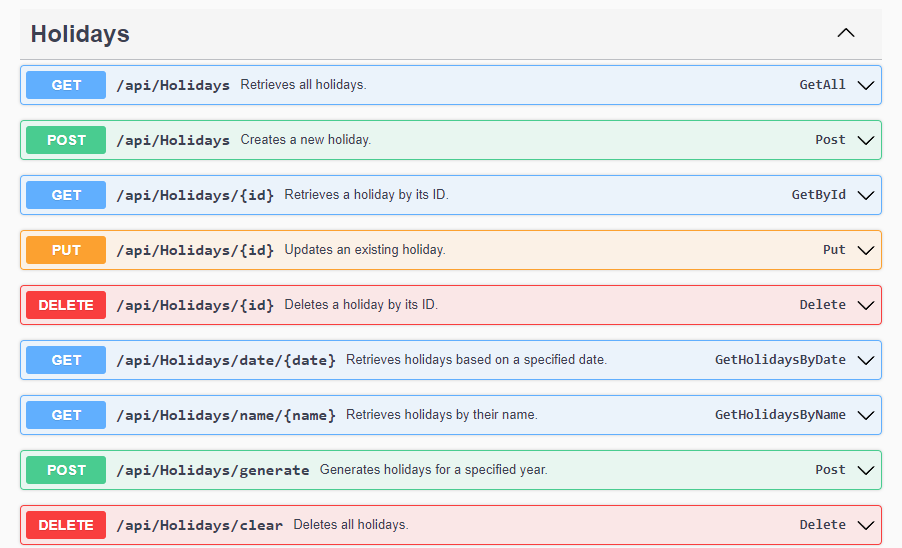 Holidays
GET /api/Holidays Retrieves all holidays. GetAll
POST /api/Holidays Creates a new holiday. Post
GET /api/Holidays/{id} Retrieves a holiday by its ID. GetById
PUT /api/Holidays/{id} Updates an existing holiday. Put
DELETE /api/Holidays/{id} Deletes a holiday by its ID. Delete
GET /api/Holidays/date/{date} Retrieves holidays based on a specified date. GetHolidaysByDate
GET /api/Holidays/name/{name} Retrieves holidays by their name. GetHolidaysByName
POST /api/Holidays/generate Generates holidays for a specified year. Post
DELETE /api/Holidays/clear Deletes all holidays. Delete